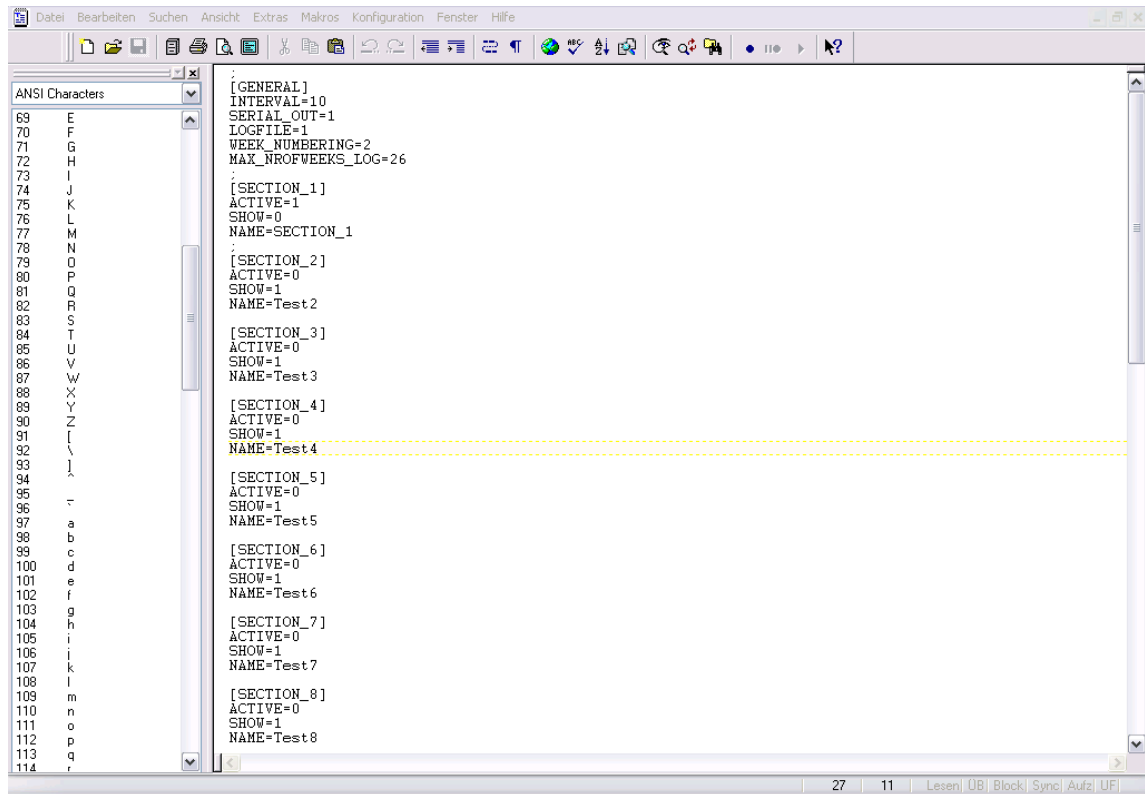 Datei Bearbeiten Suchen Ansicht Extras Makros Konfiguration Fenster Hilfe
ANSI Characters
69 E
70 F
71 G
72 H
73 I
74 J
75 K
76 L
77 M
78 N
79 O
80 P
81 Q
82 R
83 S
84 T
85 U
86 V
87 W
88 X
89 Y
90 Z
91 [
92 \
93 ]
94 ^
95 _
96 `
97 a
98 b
99 c
100 d
101 e
102 f
103 g
104 h
105 i
106 j
107 k
108 l
109 m
110 n
111 o
112 p
113 q
114 r
;
[GENERAL]
INTERVAL=10
SERIAL_OUT=1
LOGFILE=1
WEEK_NUMBERING=2
MAX_NROFWEEKS_LOG=26
;
[SECTION_1]
ACTIVE=1
SHOW=0
NAME=SECTION_1
;
[SECTION_2]
ACTIVE=0
SHOW=1
NAME=Test2
[SECTION_3]
ACTIVE=0
SHOW=1
NAME=Test3
[SECTION_4]
ACTIVE=0
SHOW=1
NAME=Test4
[SECTION_5]
ACTIVE=0
SHOW=1
NAME=Test5
[SECTION_6]
ACTIVE=0
SHOW=1
NAME=Test6
[SECTION_7]
ACTIVE=0
SHOW=1
NAME=Test7
[SECTION_8]
ACTIVE=0
SHOW=1
NAME=Test8
27 11 Lesen ÜB Block Sync Aufz UF